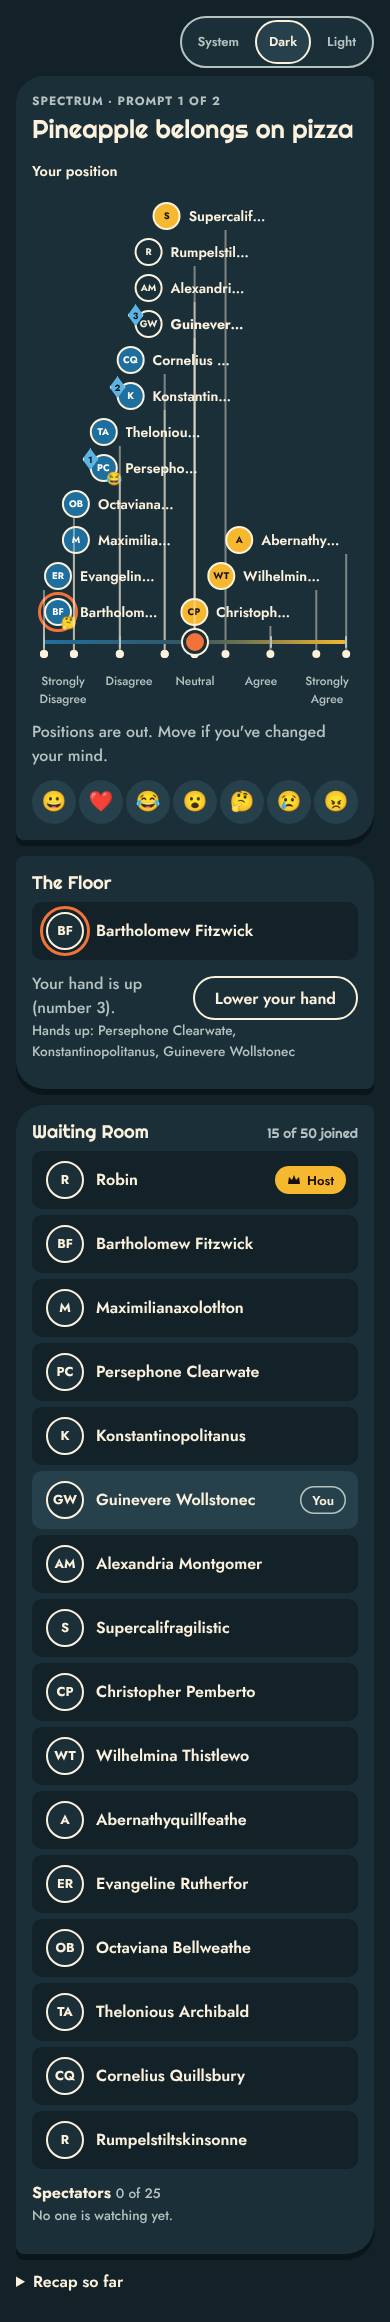 System Dark Light
SPECTRUM · PROMPT 1 OF 2
Pineapple belongs on pizza
Your position
S Supercalif...
R Rumpelstil...
AM Alexandri...
3 GW Guinever...
CQ Cornelius ...
2 K Konstantin...
TA Theloniou...
1 PC Persepho...
OB Octaviana...
M Maximilia... A Abernathy...
ER Evangelin... WT Wilhelmin...
BF Bartholom... CP Christoph...
Strongly Disagree Neutral Agree Strongly
Disagree Agree
Positions are out. Move if you've changed
your mind.
The Floor
BF Bartholomew Fitzwick
Your hand is up
(number 3).
Lower your hand
Hands up: Persephone Clearwate,
Konstantinopolitanus, Guinevere Wollstonec
Waiting Room 15 of 50 joined
R Robin Host
BF Bartholomew Fitzwick
M Maximilianaxolotlton
PC Persephone Clearwate
K Konstantinopolitanus
GW Guinevere Wollstonec You
AM Alexandria Montgomer
S Supercalifragilistic
CP Christopher Pemberto
WT Wilhelmina Thistlewo
A Abernathyquillfeathe
ER Evangeline Rutherfor
OB Octaviana Bellweathe
TA Thelonious Archibald
CQ Cornelius Quillsbury
R Rumpelstiltskinsonne
Spectators 0 of 25
No one is watching yet.
Recap so far